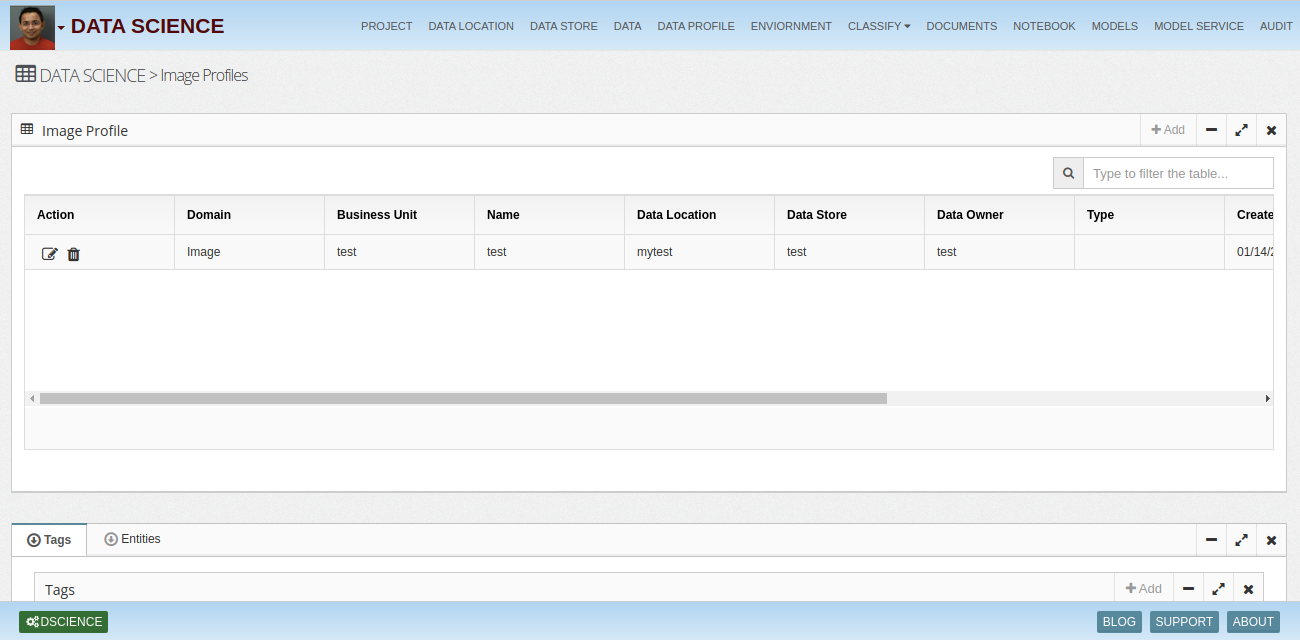 DATA SCIENCE PROJECT DATA LOCATION DATA STORE DATA DATA PROFILE ENVIORNMENT CLASSIFY DOCUMENTS NOTEBOOK MODELS MODEL SERVICE AUDIT
DATA SCIENCE > Image Profiles
Image Profile Add
Type to filter the table...
Action Domain Business Unit Name Data Location Data Store Data Owner Type Create
Image test test mytest test test 01/14/2
Tags Entities
Tags Add
DSCIENCE BLOG SUPPORT ABOUT